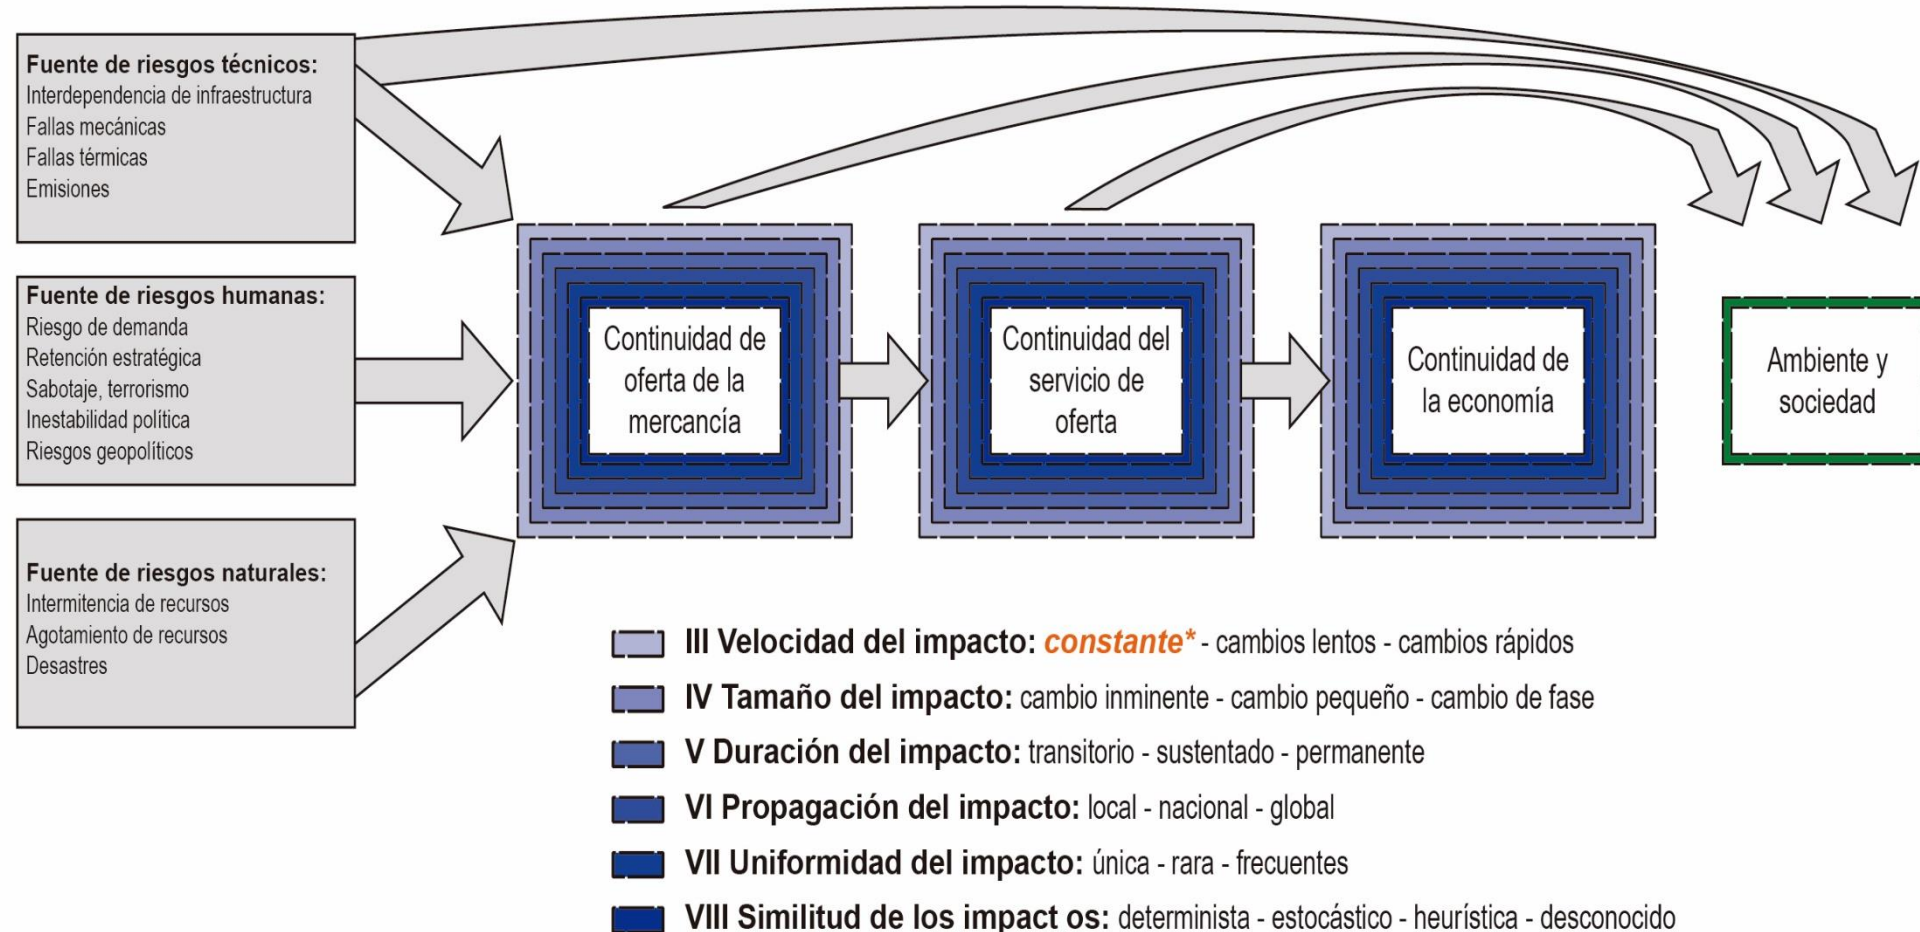 Fuente de riesgos técnicos:
Interdependencia de infraestructura
Fallas mecánicas
Fallas térmicas
Emisiones
Fuente de riesgos humanas:
Riesgo de demanda
Retención estratégica
Sabotaje, terrorismo
Inestabilidad política
Riesgos geopolíticos
Fuente de riesgos naturales:
Intermitencia de recursos
Agotamiento de recursos
Desastres
Continuidad de
oferta de la
mercancía
Continuidad del
servicio de
oferta
Continuidad de
la economía
Ambiente y
sociedad
III Velocidad del impacto: constante* - cambios lentos - cambios rápidos
IV Tamaño del impacto: cambio inminente - cambio pequeño - cambio de fase
V Duración del impacto: transitorio - sustentado - permanente
VI Propagación del impacto: local - nacional - global
VII Uniformidad del impacto: única - rara - frecuentes
VIII Similitud de los impact os: determinista - estocástico - heurística - desconocido